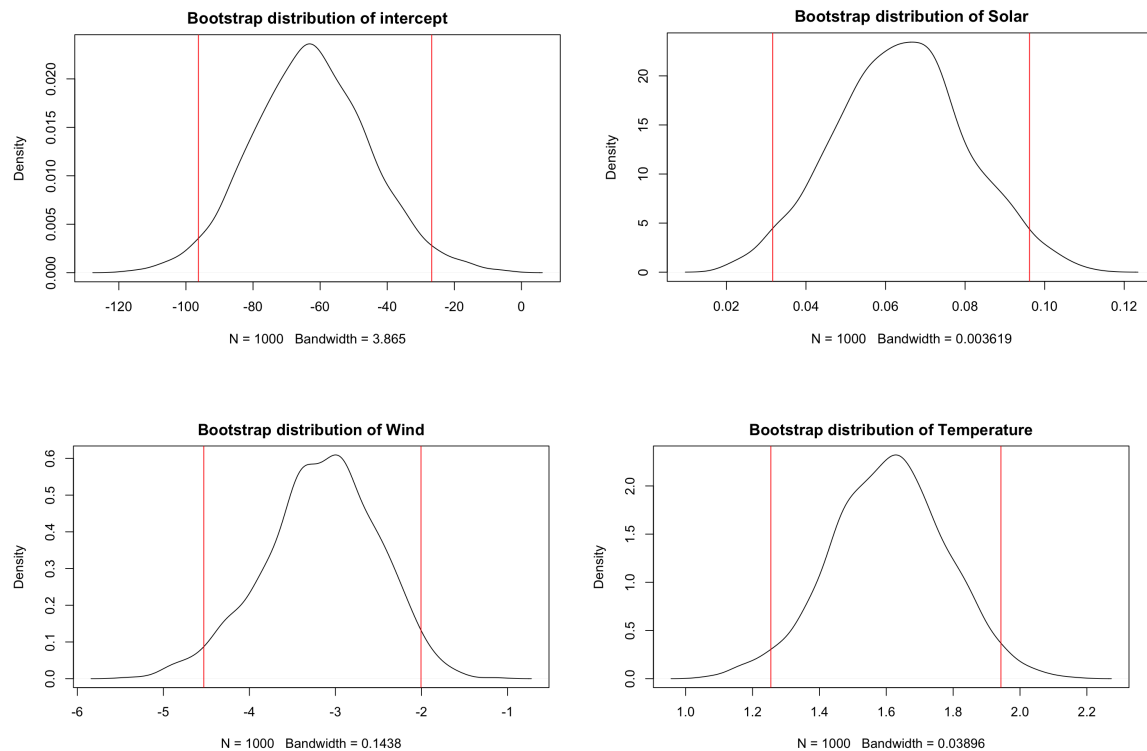 Bootstrap distribution of intercept
Density
0.000
0.005
0.010
0.015
0.020
-120 -100 -80 -60 -40 -20 0
N = 1000 Bandwidth = 3.865
Bootstrap distribution of Solar
Density
0
5
10
15
20
0.02 0.04 0.06 0.08 0.10 0.12
N = 1000 Bandwidth = 0.003619
Bootstrap distribution of Wind
Density
0.0
0.1
0.2
0.3
0.4
0.5
0.6
-6 -5 -4 -3 -2 -1
N = 1000 Bandwidth = 0.1438
Bootstrap distribution of Temperature
Density
0.0
0.5
1.0
1.5
2.0
1.0 1.2 1.4 1.6 1.8 2.0 2.2
N = 1000 Bandwidth = 0.03896